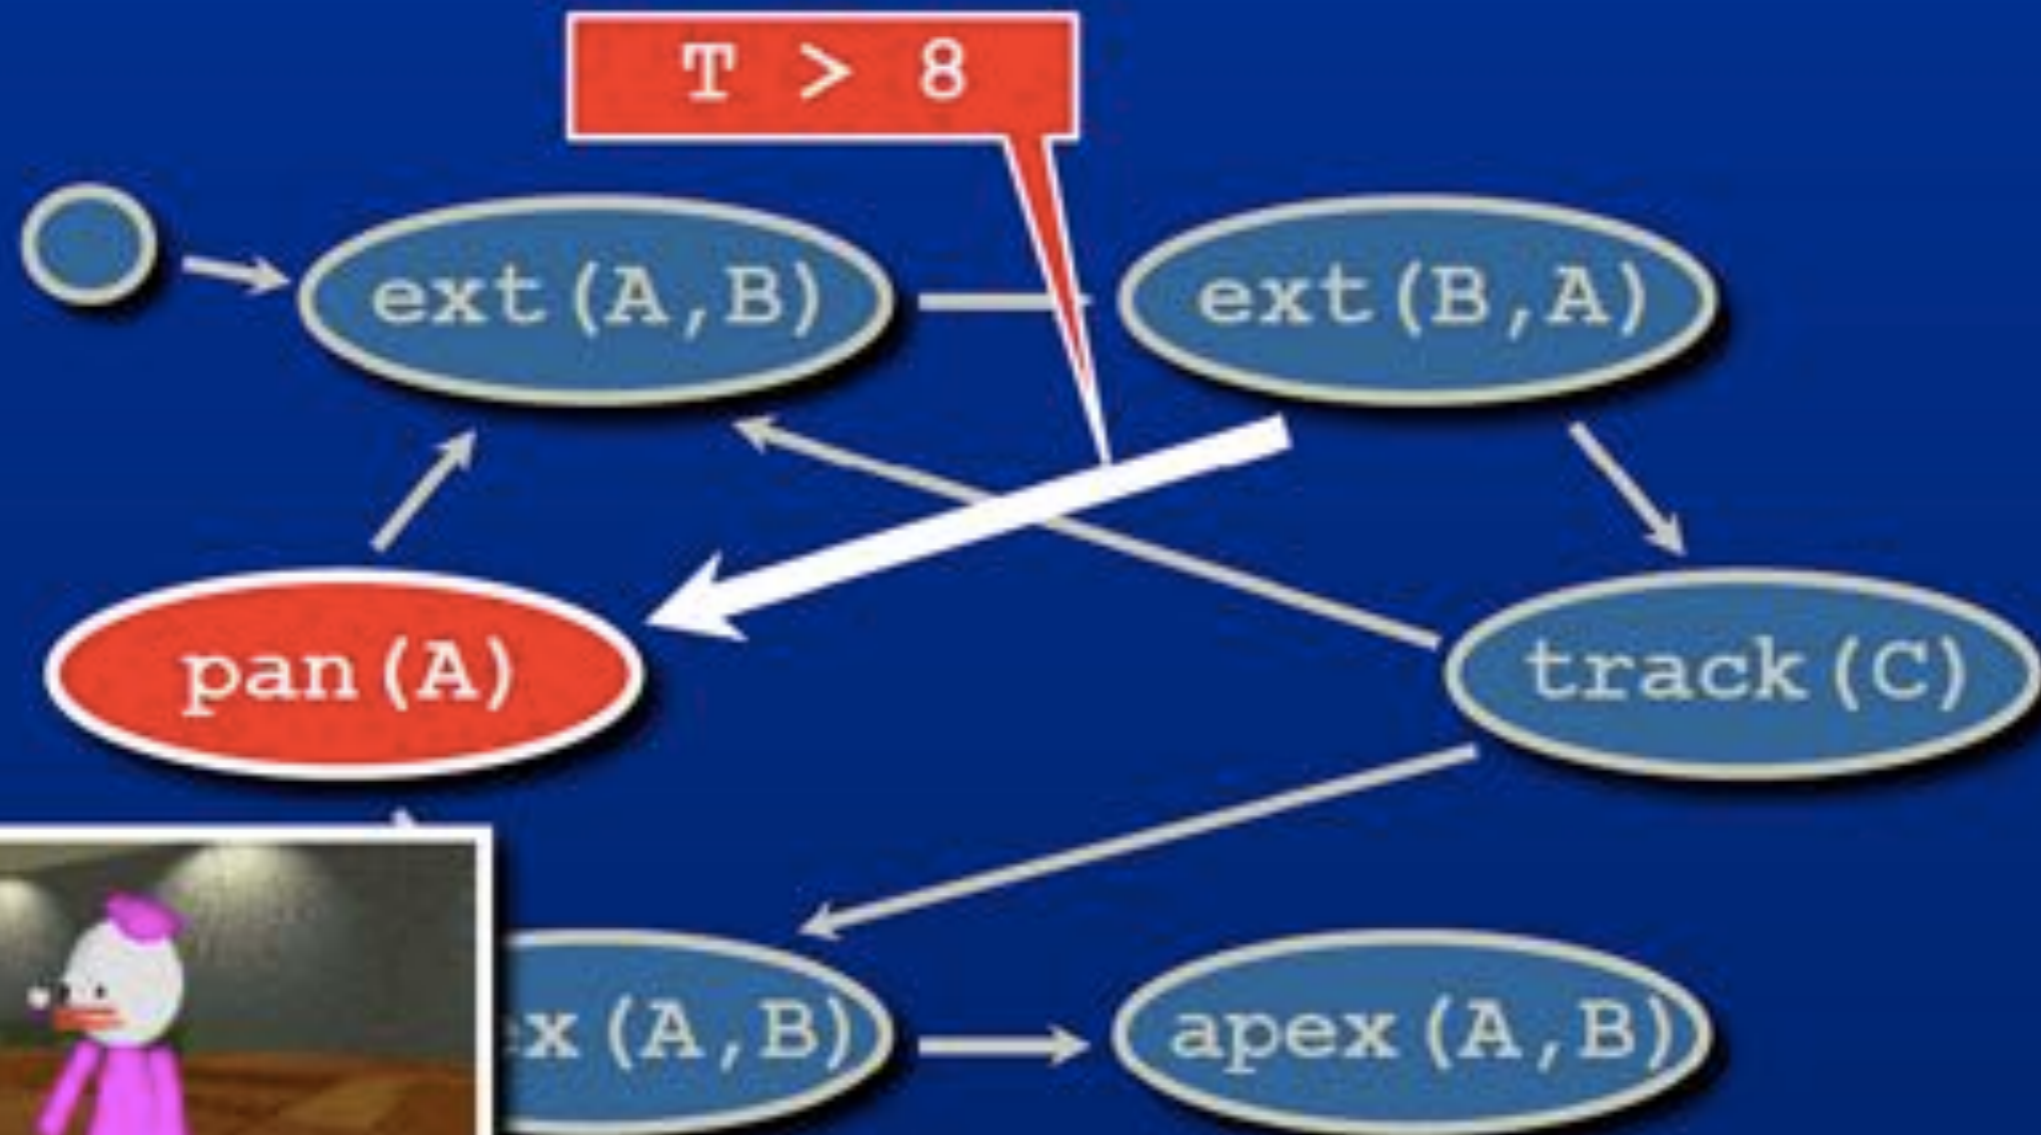 T > 8
ext(A,B)
ext(B,A)
pan(A)
track(C)
x(A,B)
apex(A,B)